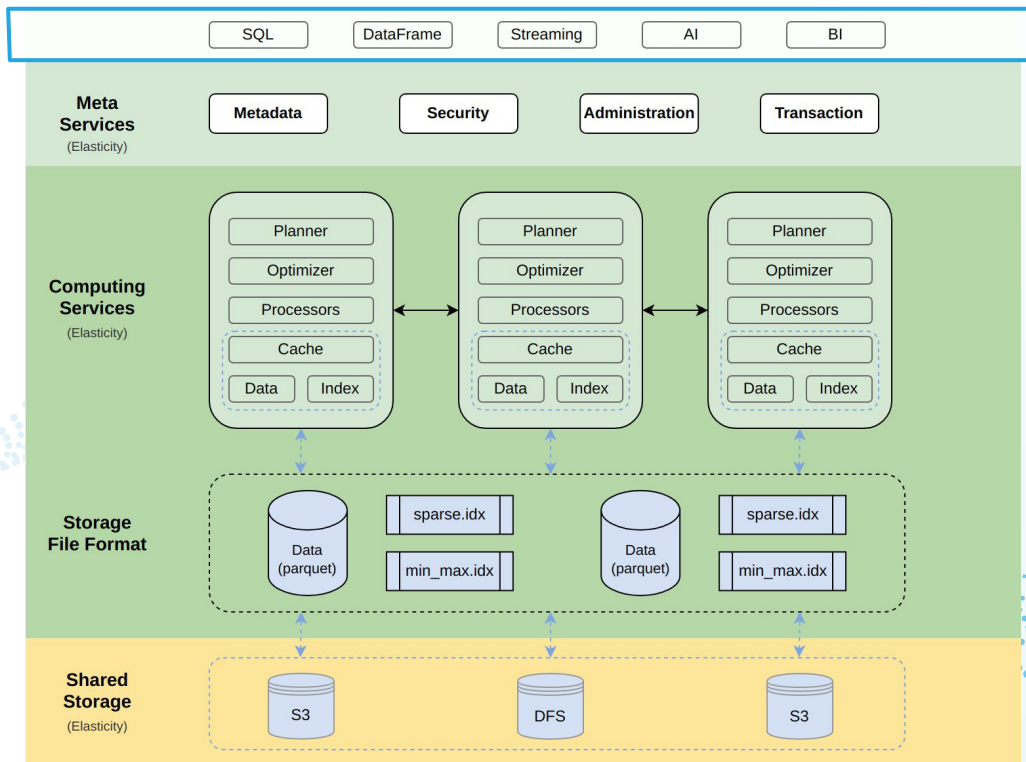 SQL DataFrame Streaming AI BI
Meta
Services
(Elasticity)
Metadata Security Administration Transaction
Computing
Services
(Elasticity)
Planner Planner Planner
Optimizer Optimizer Optimizer
Processors Processors Processors
Cache Cache Cache
Data Index Data Index Data Index
Storage
File Format
Data
(parquet)
sparse.idx
min_max.idx
Data
(parquet)
sparse.idx
min_max.idx
Shared
Storage
(Elasticity)
S3 DFS S3